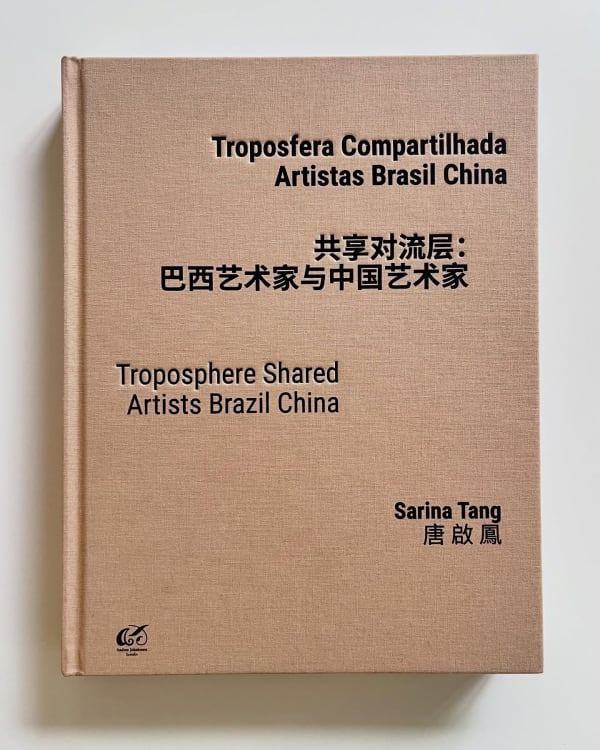 Troposfera Compartilhada
Artistas Brasil China
共享对流层：
巴西艺术家与中国艺术家
Troposphere Shared
Artists Brazil China
Sarina Tang
唐啟鳳